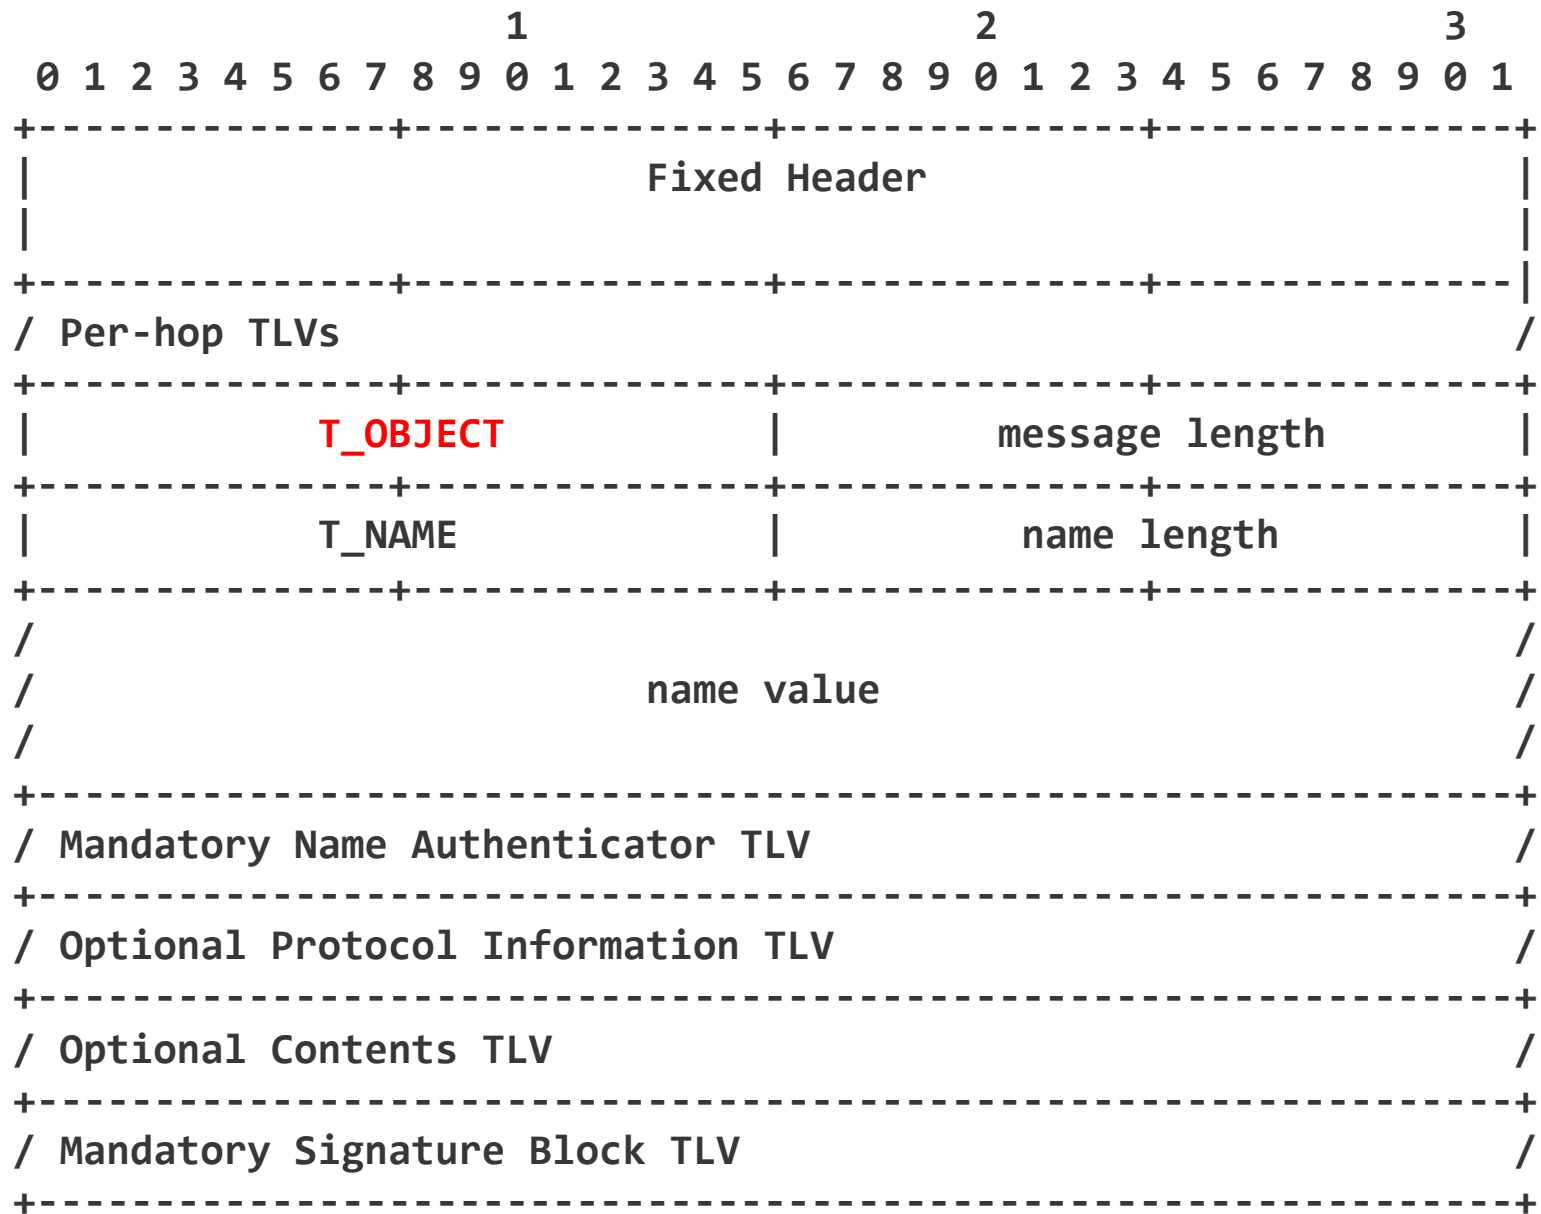 1                   2                   3
 0 1 2 3 4 5 6 7 8 9 0 1 2 3 4 5 6 7 8 9 0 1 2 3 4 5 6 7 8 9 0 1
+---------------+---------------+---------------+---------------+
|                          Fixed Header                         |
|                                                               |
+---------------+---------------+---------------+---------------|
/ Per-hop TLVs                                                  /
+---------------+---------------+---------------+---------------+
|            T_OBJECT           |         message length        |
+---------------+---------------+---------------+---------------+
|            T_NAME             |          name length          |
+---------------+---------------+---------------+---------------+
/                                                               /
/                          name value                           /
/                                                               /
+---------------------------------------------------------------+
/ Mandatory Name Authenticator TLV                              /
+---------------------------------------------------------------+
/ Optional Protocol Information TLV                             /
+---------------------------------------------------------------+
/ Optional Contents TLV                                         /
+---------------------------------------------------------------+
/ Mandatory Signature Block TLV                                 /
+---------------------------------------------------------------+